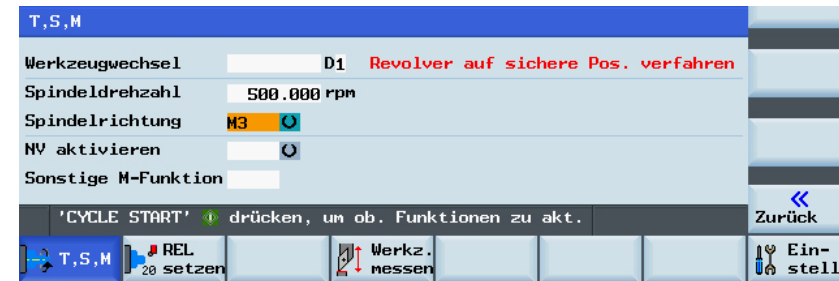 T,S,M
Werkzeugwechsel D1 Revolver auf sichere Pos. verfahren
Spindeldrehzahl 500.000 rpm
Spindelrichtung M3
NV aktivieren
Sonstige M-Funktion
'CYCLE START' drücken, um ob. Funktionen zu akt.
Zurück
T,S,M
REL
20 setzen
Werkz.
messen
Ein-
stell